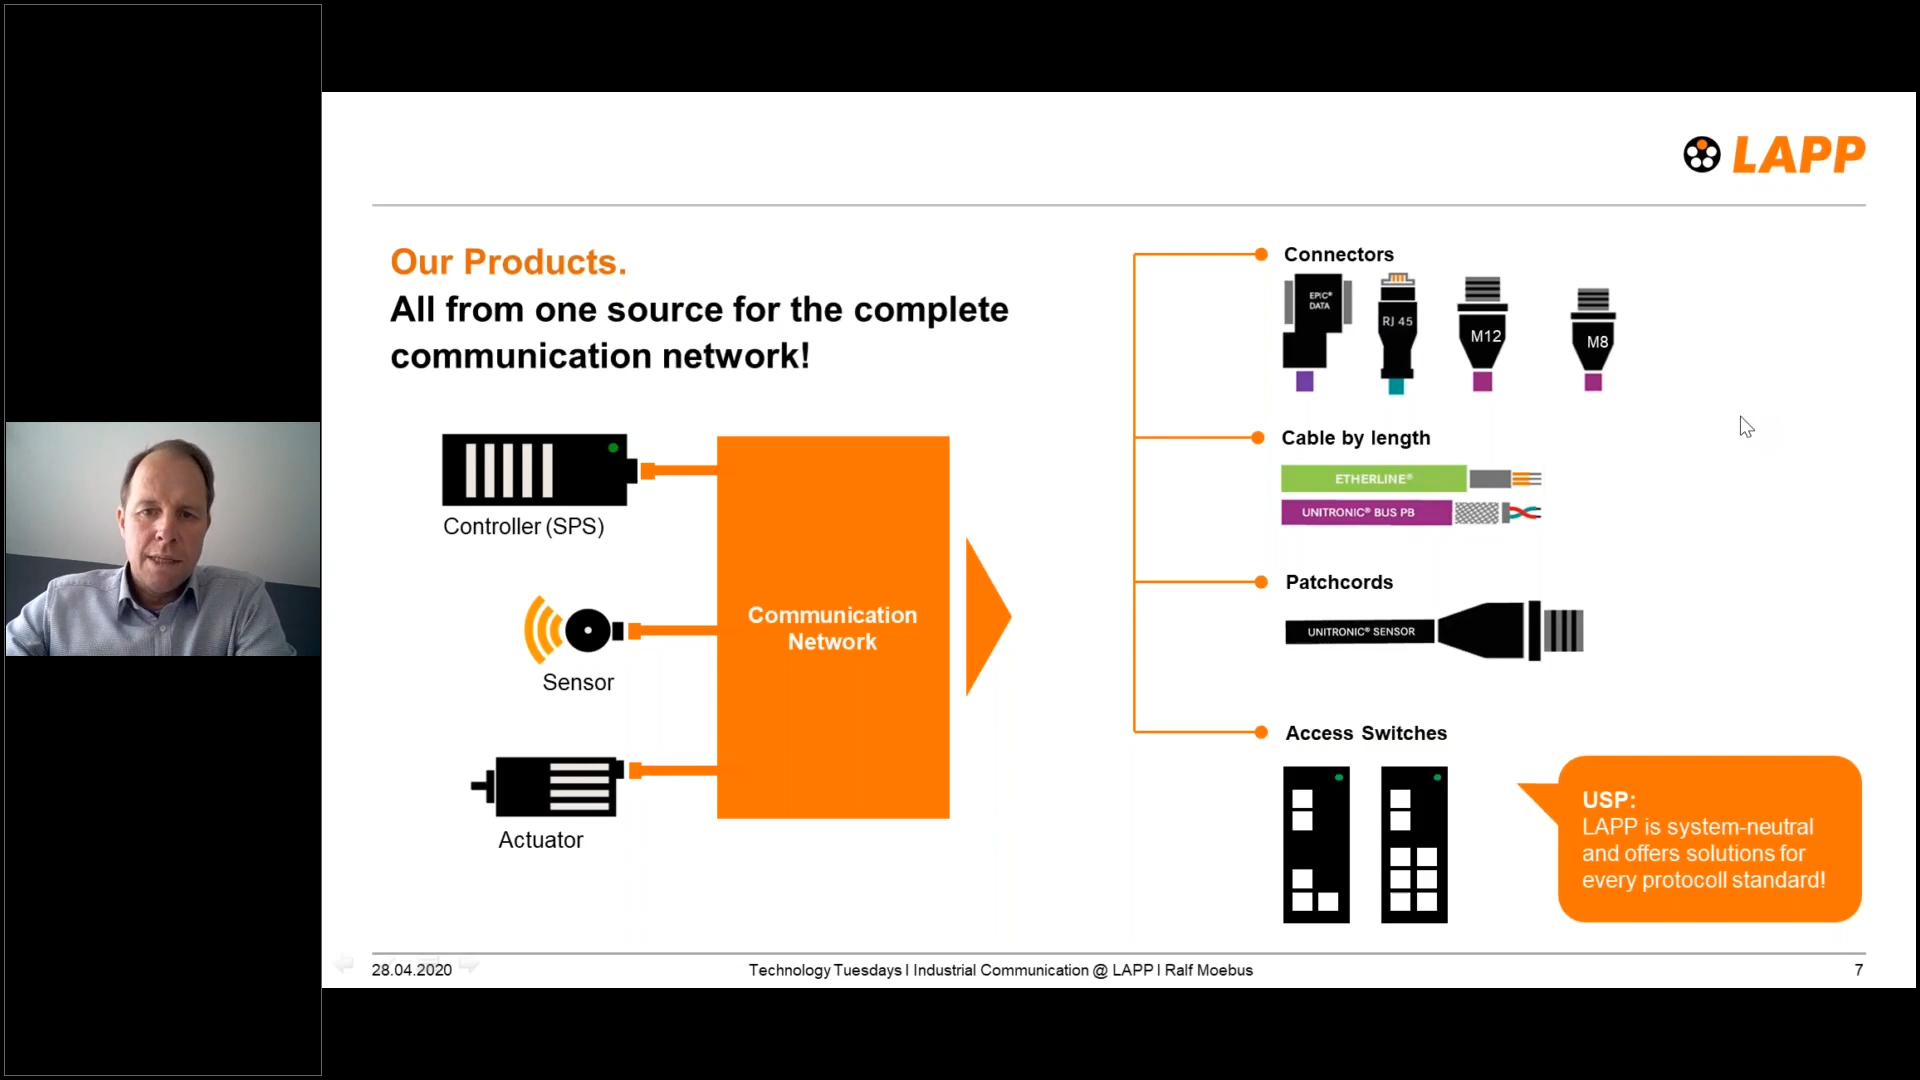 LAPP
Our Products.
All from one source for the complete
communication network!
Controller (SPS)
Sensor
Actuator
Communication
Network
Connectors
EPIC®
DATA
RJ 45
M12
M8
Cable by length
ETHERLINE®
UNITRONIC® BUS PB
Patchcords
UNITRONIC® SENSOR
Access Switches
USP:
LAPP is system-neutral
and offers solutions for
every protocoll standard!
28.04.2020
Technology Tuesdays I Industrial Communication @ LAPP I Ralf Moebus
7